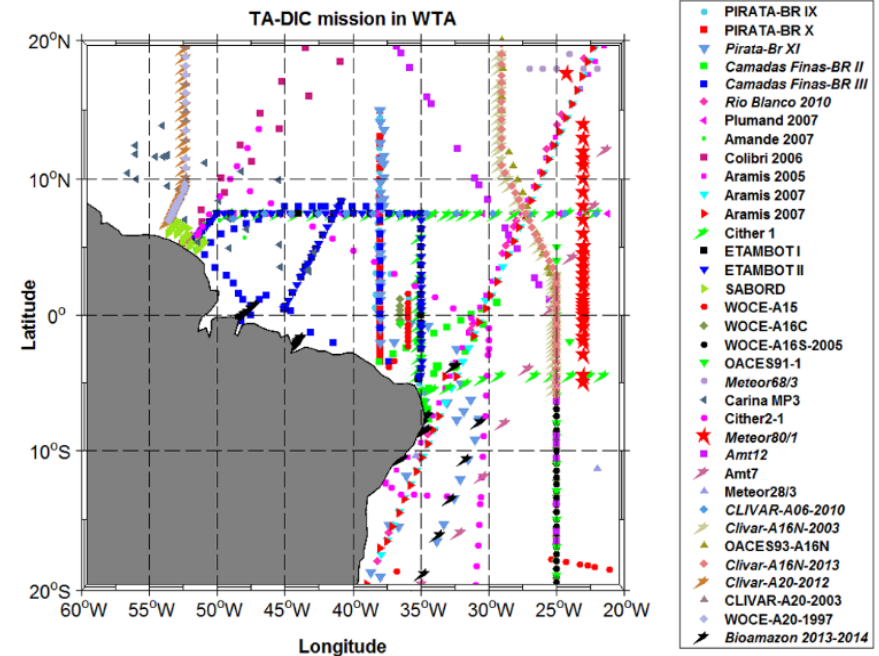 TA-DIC mission in WTA
20°N
10°N
0°
10°S
20°S
60°W 55°W 50°W 45°W 40°W 35°W 30°W 25°W 20°W
Latitude
Longitude
PIRATA-BR IX
PIRATA-BR X
Pirata-Br XI
Camadas Finas-BR II
Camadas Finas-BR III
Rio Blanco 2010
Plumand 2007
Amande 2007
Colibri 2006
Aramis 2005
Aramis 2007
Aramis 2007
Cither 1
ETAMBOT I
ETAMBOT II
SABORD
WOCE-A15
WOCE-A16C
WOCE-A16S-2005
OACES91-1
Meteor68/3
Carina MP3
Cither2-1
Meteor80/1
Amt12
Amt7
Meteor28/3
CLIVAR-A06-2010
Clivar-A16N-2003
OACES93-A16N
Clivar-A16N-2013
Clivar-A20-2012
CLIVAR-A20-2003
WOCE-A20-1997
Bioamazon 2013-2014